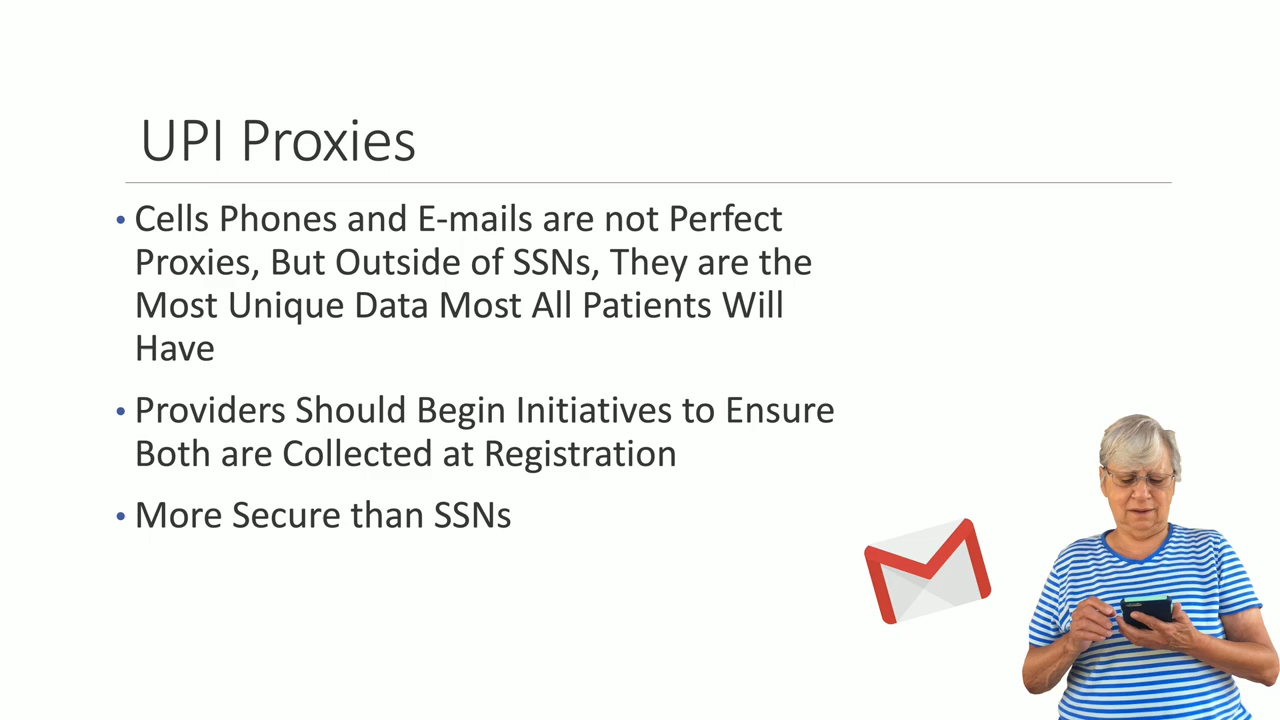 UPI Proxies
• Cells Phones and E-mails are not Perfect
Proxies, But Outside of SSNs, They are the
Most Unique Data Most All Patients Will
Have
• Providers Should Begin Initiatives to Ensure
Both are Collected at Registration
• More Secure than SSNs